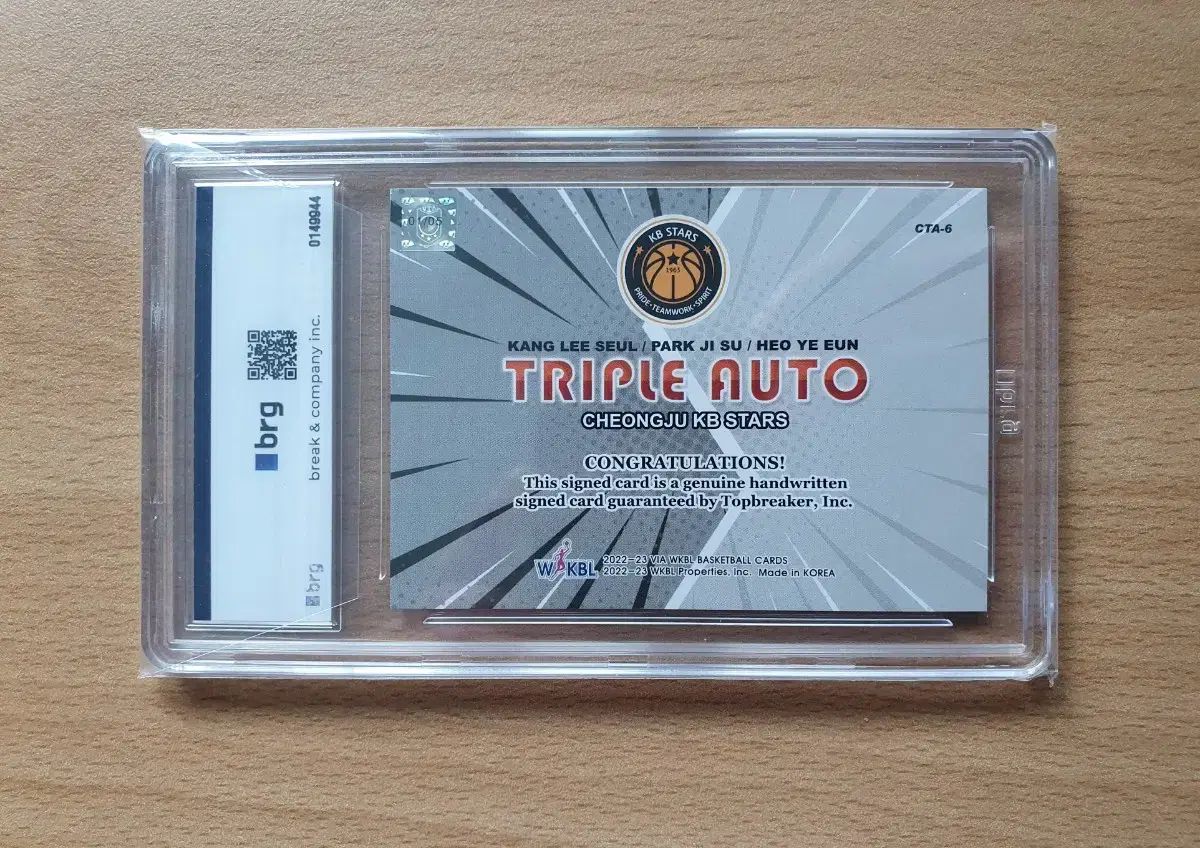 0149944
brg
break & company inc.
brg
01/05
CTA-6
KB STARS
1963
PRIDE·TEAMWORK·SPIRIT
KANG LEE SEUL / PARK JI SU / HEO YE EUN
TRIPLE AUTO
CHEONGJU KB STARS
CONGRATULATIONS!
This signed card is a genuine handwritten
signed card guaranteed by Topbreaker, Inc.
WKBL
2022-23 VIA WKBL BASKETBALL CARDS
2022-23 WKBL Properties, Inc. Made in KOREA